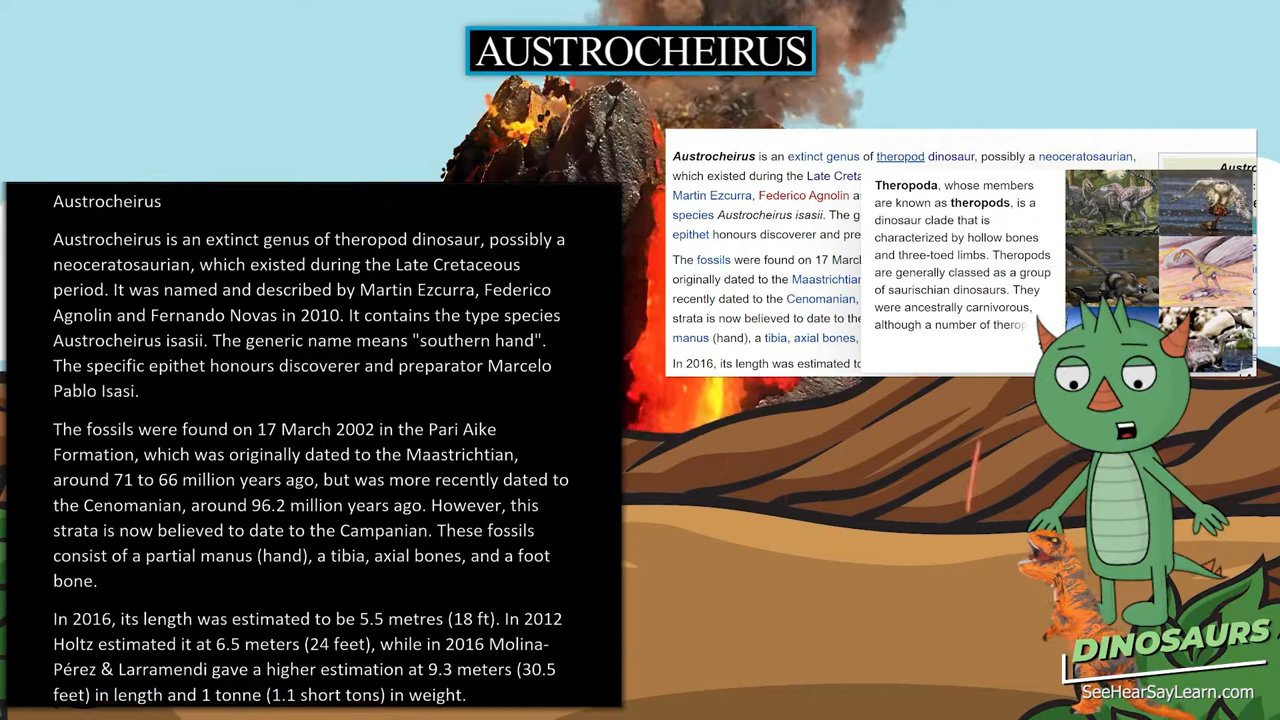 AUSTROCHEIRUS
Austrocheirus
Austrocheirus is an extinct genus of theropod dinosaur, possibly a
neoceratosaurian, which existed during the Late Cretaceous
period. It was named and described by Martin Ezcurra, Federico
Agnolin and Fernando Novas in 2010. It contains the type species
Austrocheirus isasii. The generic name means "southern hand".
The specific epithet honours discoverer and preparator Marcelo
Pablo Isasi.
The fossils were found on 17 March 2002 in the Pari Aike
Formation, which was originally dated to the Maastrichtian,
around 71 to 66 million years ago, but was more recently dated to
the Cenomanian, around 96.2 million years ago. However, this
strata is now believed to date to the Campanian. These fossils
consist of a partial manus (hand), a tibia, axial bones, and a foot
bone.
In 2016, its length was estimated to be 5.5 metres (18 ft). In 2012
Holtz estimated it at 6.5 meters (24 feet), while in 2016 Molina-
Pérez & Larramendi gave a higher estimation at 9.3 meters (30.5
feet) in length and 1 tonne (1.1 short tons) in weight.
Austrocheirus is an extinct genus of theropod dinosaur, possibly a neoceratosaurian,
which existed during the Late
Martin Ezcurra, Federico Agnolin
species Austrocheirus isasii. The
epithet honours discoverer and
The fossils were found on 17 March
originally dated to the Maastrichtian
recently dated to the Cenomanian,
strata is now believed to date to the
manus (hand), a tibia, axial bones,
In 2016, its length was estimated to
Theropoda, whose members
are known as theropods, is a
dinosaur clade that is
characterized by hollow bones
and three-toed limbs. Theropods
are generally classed as a group
of saurischian dinosaurs. They
were ancestrally carnivorous,
although a number of therop
DINOSAURS
SeeHearSayLearn.com